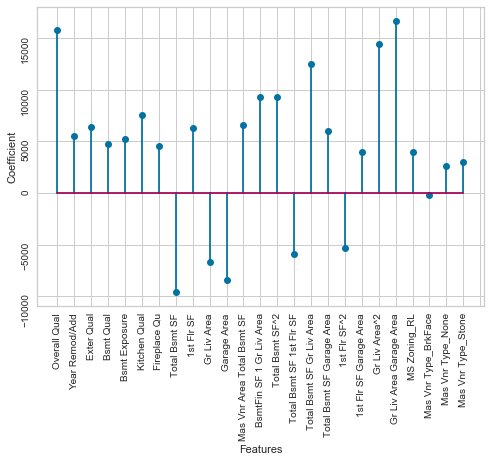 Coefficient
15000
10000
5000
0
−5000
−10000
Overall Qual
Year Remod/Add
Exter Qual
Bsmt Qual
Bsmt Exposure
Kitchen Qual
Fireplace Qu
Total Bsmt SF
1st Flr SF
Gr Liv Area
Garage Area
Mas Vnr Area Total Bsmt SF
BsmtFin SF 1 Gr Liv Area
Total Bsmt SF^2
Total Bsmt SF 1st Flr SF
Total Bsmt SF Gr Liv Area
Total Bsmt SF Garage Area
1st Flr SF^2
1st Flr SF Garage Area
Gr Liv Area^2
Gr Liv Area Garage Area
MS Zoning_RL
Mas Vnr Type_BrkFace
Mas Vnr Type_None
Mas Vnr Type_Stone
Features